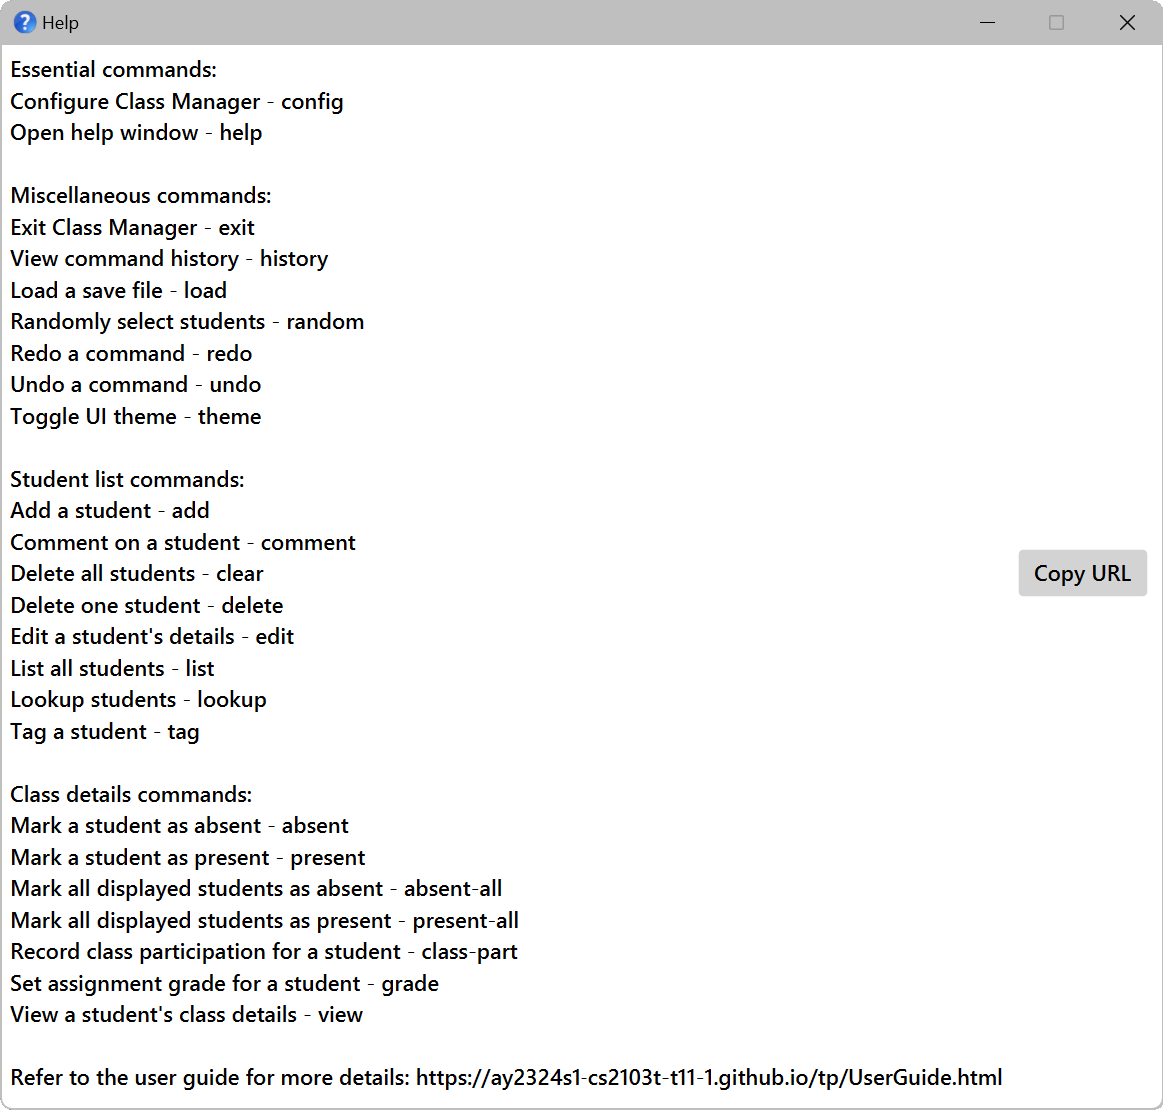 Help
Essential commands:
Configure Class Manager - config
Open help window - help
Miscellaneous commands:
Exit Class Manager - exit
View command history - history
Load a save file - load
Randomly select students - random
Redo a command - redo
Undo a command - undo
Toggle UI theme - theme
Student list commands:
Add a student - add
Comment on a student - comment
Delete all students - clear
Delete one student - delete
Edit a student's details - edit
List all students - list
Lookup students - lookup
Tag a student - tag
Class details commands:
Mark a student as absent - absent
Mark a student as present - present
Mark all displayed students as absent - absent-all
Mark all displayed students as present - present-all
Record class participation for a student - class-part
Set assignment grade for a student - grade
View a student's class details - view
Refer to the user guide for more details: https://ay2324s1-cs2103t-t11-1.github.io/tp/UserGuide.html
Copy URL